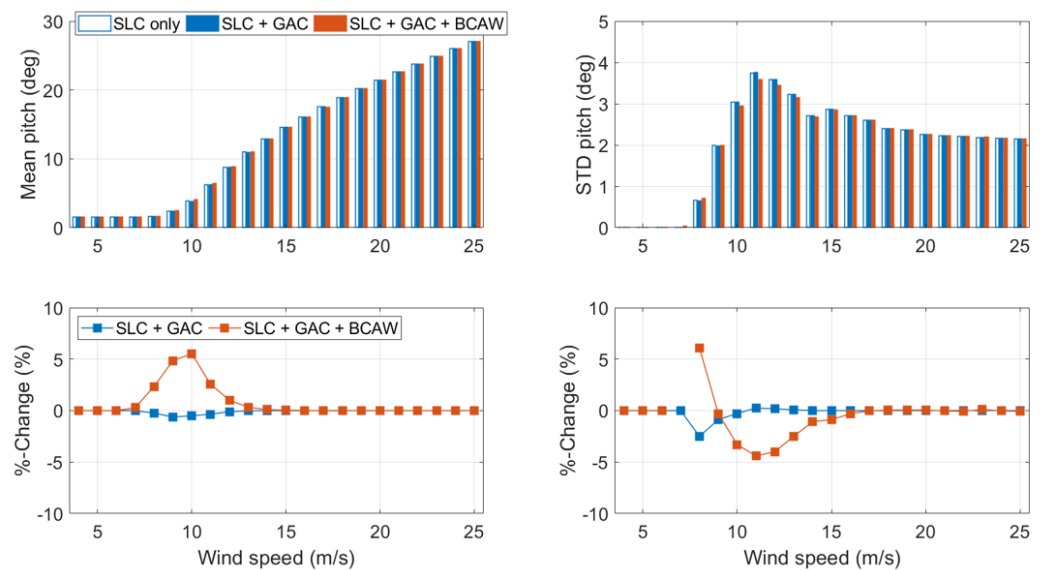 SLC only SLC + GAC SLC + GAC + BCAW
Mean pitch (deg)
30
20
10
0
5 10 15 20 25
STD pitch (deg)
5
4
3
2
1
0
5 10 15 20 25
SLC + GAC SLC + GAC + BCAW
%-Change (%)
10
5
0
-5
-10
5 10 15 20 25
Wind speed (m/s)
%-Change (%)
10
5
0
-5
-10
5 10 15 20 25
Wind speed (m/s)